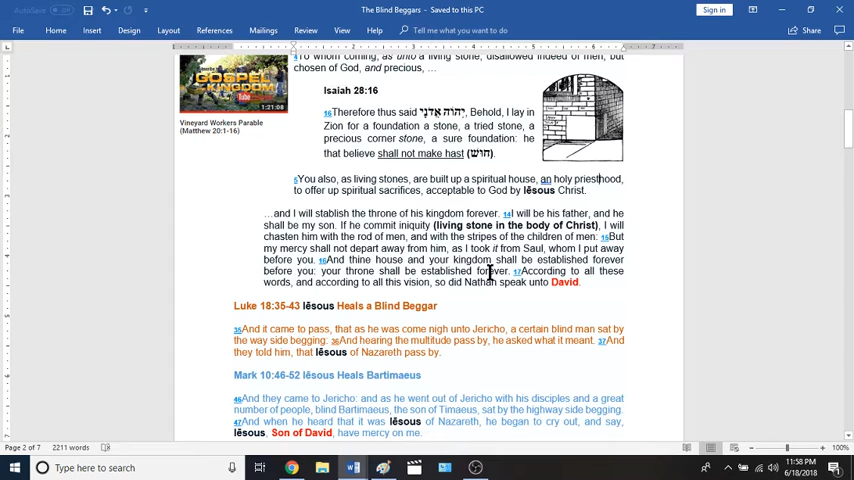 AutoSave
The Blind Beggars - Saved to this PC
Sign in
File Home Insert Draw Design Layout References Mailings Review View Help Tell me what you want to do Share
4To whom coming, as unto a living stone, disallowed indeed of men, but
chosen of God, and precious, …
GOSPEL
KINGDOM
1:21:08
Vineyard Workers Parable
(Matthew 20:1-16)
Isaiah 28:16
16Therefore thus said אֲדֹנָי יְהוִה, Behold, I lay in
Zion for a foundation a stone, a tried stone, a
precious corner stone, a sure foundation: he
that believe shall not make hast (חוּשׁ).
5You also, as living stones, are built up a spiritual house, an holy priesthood,
to offer up spiritual sacrifices, acceptable to God by Iēsous Christ.
…and I will stablish the throne of his kingdom forever. 14I will be his father, and he
shall be my son. If he commit iniquity (living stone in the body of Christ), I will
chasten him with the rod of men, and with the stripes of the children of men: 15But
my mercy shall not depart away from him, as I took it from Saul, whom I put away
before you. 16And thine house and your kingdom shall be established forever
before you: your throne shall be established forever. 17According to all these
words, and according to all this vision, so did Nathan speak unto David.
Luke 18:35-43 Iēsous Heals a Blind Beggar
35And it came to pass, that as he was come nigh unto Jericho, a certain blind man sat by
the way side begging: 36And hearing the multitude pass by, he asked what it meant. 37And
they told him, that Iēsous of Nazareth pass by.
Mark 10:46-52 Iēsous Heals Bartimaeus
46And they came to Jericho: and as he went out of Jericho with his disciples and a great
number of people, blind Bartimaeus, the son of Timaeus, sat by the highway side begging.
47And when he heard that it was Iēsous of Nazareth, he began to cry out, and say,
Iēsous, Son of David, have mercy on me.
Page 2 of 7 2211 words 100%
Type here to search
11:58 PM
6/18/2018